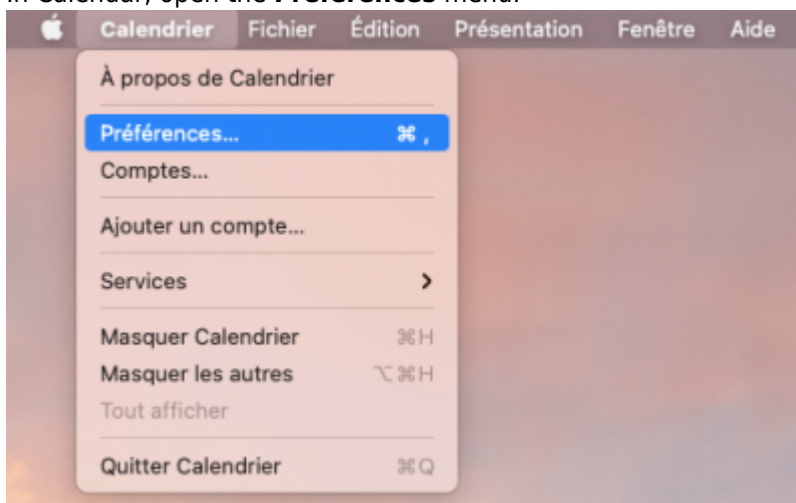 Calendrier Fichier Édition Présentation Fenêtre Aide
À propos de Calendrier
Préférences... ⌘ ,
Comptes...
Ajouter un compte...
Services >
Masquer Calendrier ⌘H
Masquer les autres ⌥⌘H
Tout afficher
Quitter Calendrier ⌘Q